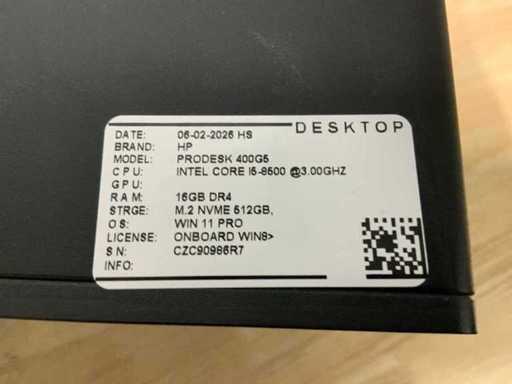 DESKTOP
DATE: 06-02-2026 HS
BRAND: HP
MODEL: PRODESK 400G5
CPU: INTEL CORE I5-8500 @3.00GHZ
GPU:
RAM: 16GB DR4
STRGE: M.2 NVME 512GB,
OS: WIN 11 PRO
LICENSE: ONBOARD WIN8>
SN: CZC90986R7
INFO: